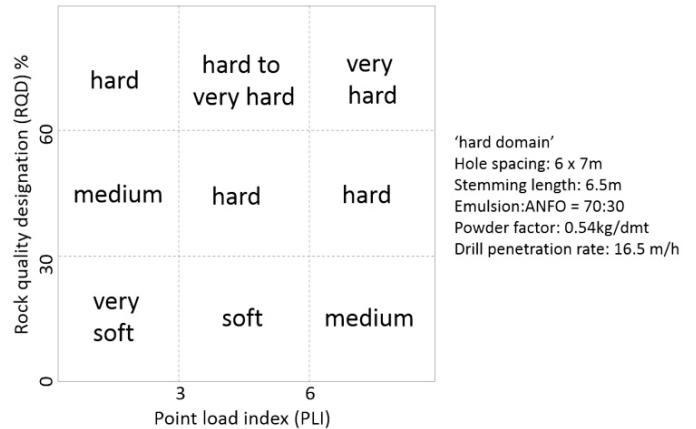 Rock quality designation (RQD) %
60
30
0
hard
hard to
very hard
very
hard
medium
hard
hard
very
soft
soft
medium
3
6
Point load index (PLI)
‘hard domain’
Hole spacing: 6 x 7m
Stemming length: 6.5m
Emulsion:ANFO = 70:30
Powder factor: 0.54kg/dmt
Drill penetration rate: 16.5 m/h